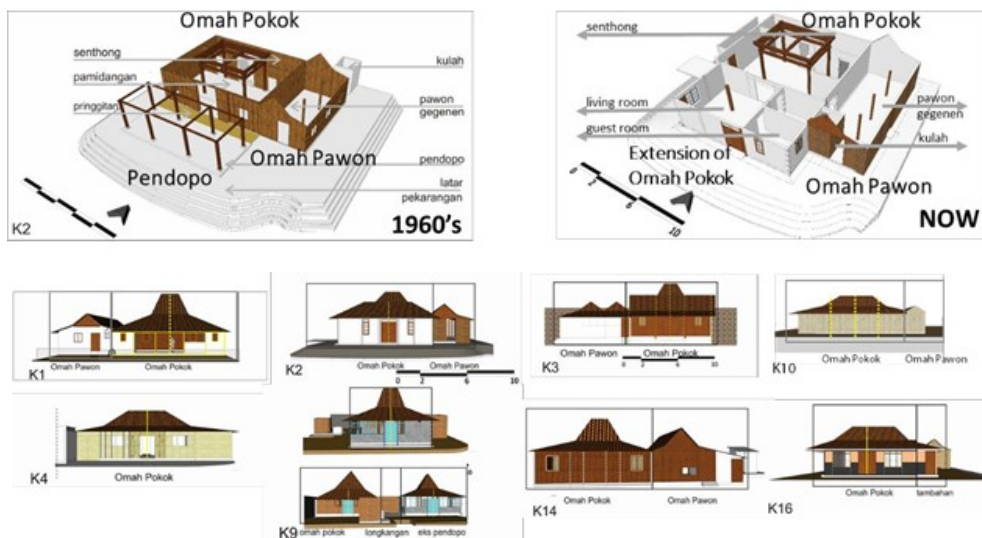 Omah Pokok
senthong
pamidangan
pringgitan
kulah
pawon
gegenen
Omah Pawon
pendopo
Pendopo
latar
pekarangan
1960's
K2
Omah Pokok
senthong
living room
guest room
pawon
gegenen
kulah
Extension of
Omah Pokok
Omah Pawon
0 2 6 10
NOW
K1
Omah Pawon
Omah Pokok
K2
Omah Pokok
Omah Pawon
0 2 6 10
K3
Omah Pawon
Omah Pokok
0 2 6 10
K10
Omah Pokok
Omah Pawon
K4
Omah Pokok
K9
omah pokok
longkangan
eks pendopo
K14
Omah Pokok
Omah Pawon
K16
Omah Pokok
tambahan